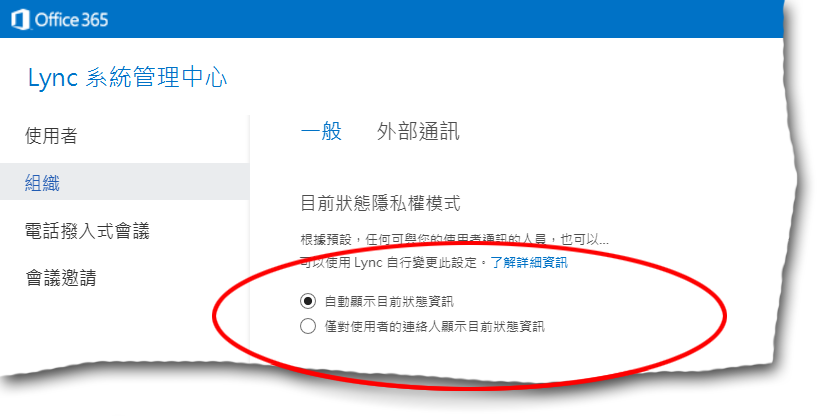 Office 365
Lync 系統管理中心
使用者
組織
電話撥入式會議
會議邀請
一般 外部通訊
目前狀態隱私權模式
根據預設，任何可與您的使用者通訊的人員，也可以...
可以使用 Lync 自行變更此設定。了解詳細資訊
自動顯示目前狀態資訊
僅對使用者的連絡人顯示目前狀態資訊